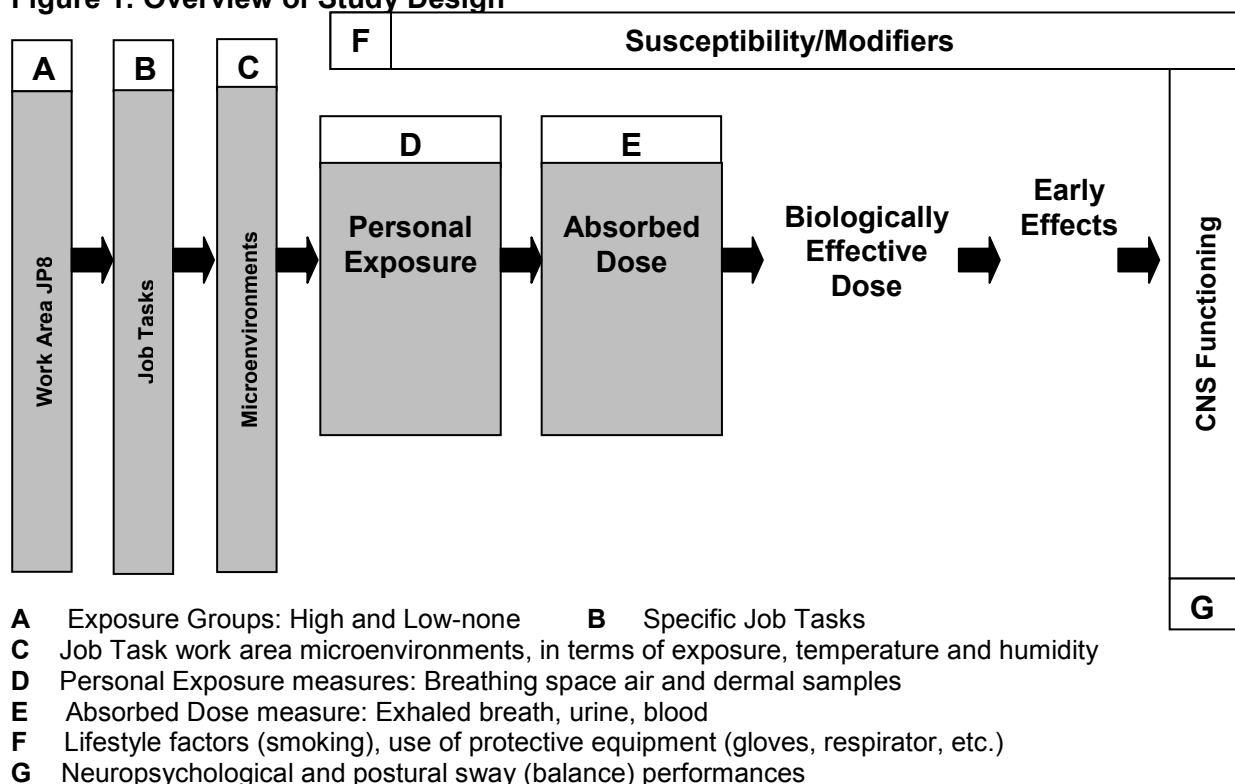 Figure 1. Overview of Study Design
A
B
C
F
Susceptibility/Modifiers
D
E
Work Area JP8
Job Tasks
Microenvironments
Personal
Exposure
Absorbed
Dose
Biologically
Effective
Dose
Early
Effects
CNS Functioning
G
A Exposure Groups: High and Low-none B Specific Job Tasks
C Job Task work area microenvironments, in terms of exposure, temperature and humidity
D Personal Exposure measures: Breathing space air and dermal samples
E Absorbed Dose measure: Exhaled breath, urine, blood
F Lifestyle factors (smoking), use of protective equipment (gloves, respirator, etc.)
G Neuropsychological and postural sway (balance) performances